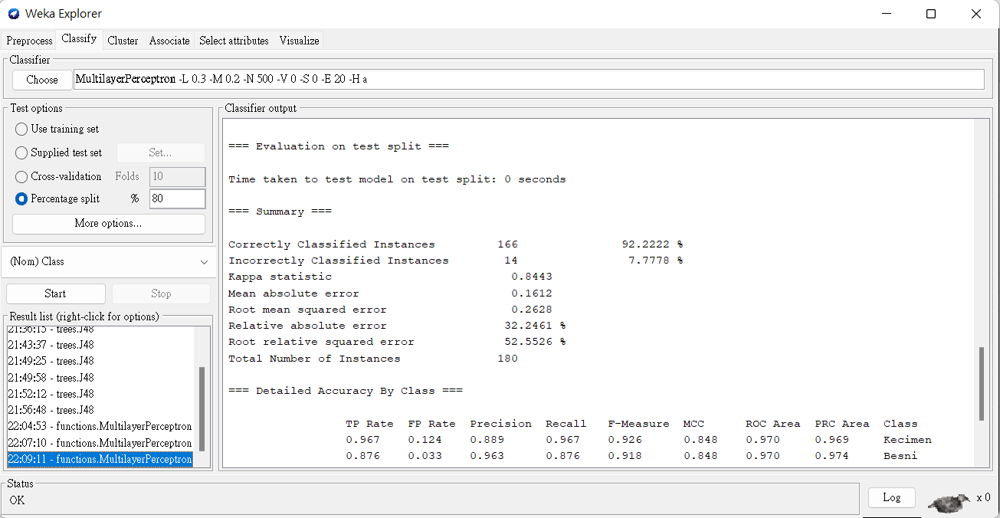 Weka Explorer
Preprocess Classify Cluster Associate Select attributes Visualize
Classifier
Choose MultilayerPerceptron -L 0.3 -M 0.2 -N 500 -V 0 -S 0 -E 20 -H a
Test options
Use training set
Supplied test set Set...
Cross-validation Folds 10
Percentage split % 80
More options...
(Nom) Class
Start Stop
Result list (right-click for options)
21:36:15 - trees.J48
21:43:37 - trees.J48
21:49:25 - trees.J48
21:49:58 - trees.J48
21:52:12 - trees.J48
21:56:48 - trees.J48
22:04:53 - functions.MultilayerPerceptron
22:07:10 - functions.MultilayerPerceptron
22:09:11 - functions.MultilayerPerceptron
Classifier output
=== Evaluation on test split ===
Time taken to test model on test split: 0 seconds
=== Summary ===
Correctly Classified Instances 166 92.2222 %
Incorrectly Classified Instances 14 7.7778 %
Kappa statistic 0.8443
Mean absolute error 0.1612
Root mean squared error 0.2628
Relative absolute error 32.2461 %
Root relative squared error 52.5526 %
Total Number of Instances 180
=== Detailed Accuracy By Class ===
TP Rate FP Rate Precision Recall F-Measure MCC ROC Area PRC Area Class
0.967 0.124 0.889 0.967 0.926 0.848 0.970 0.969 Kecimen
0.876 0.033 0.963 0.876 0.918 0.848 0.970 0.974 Besni
Status
OK
Log x 0